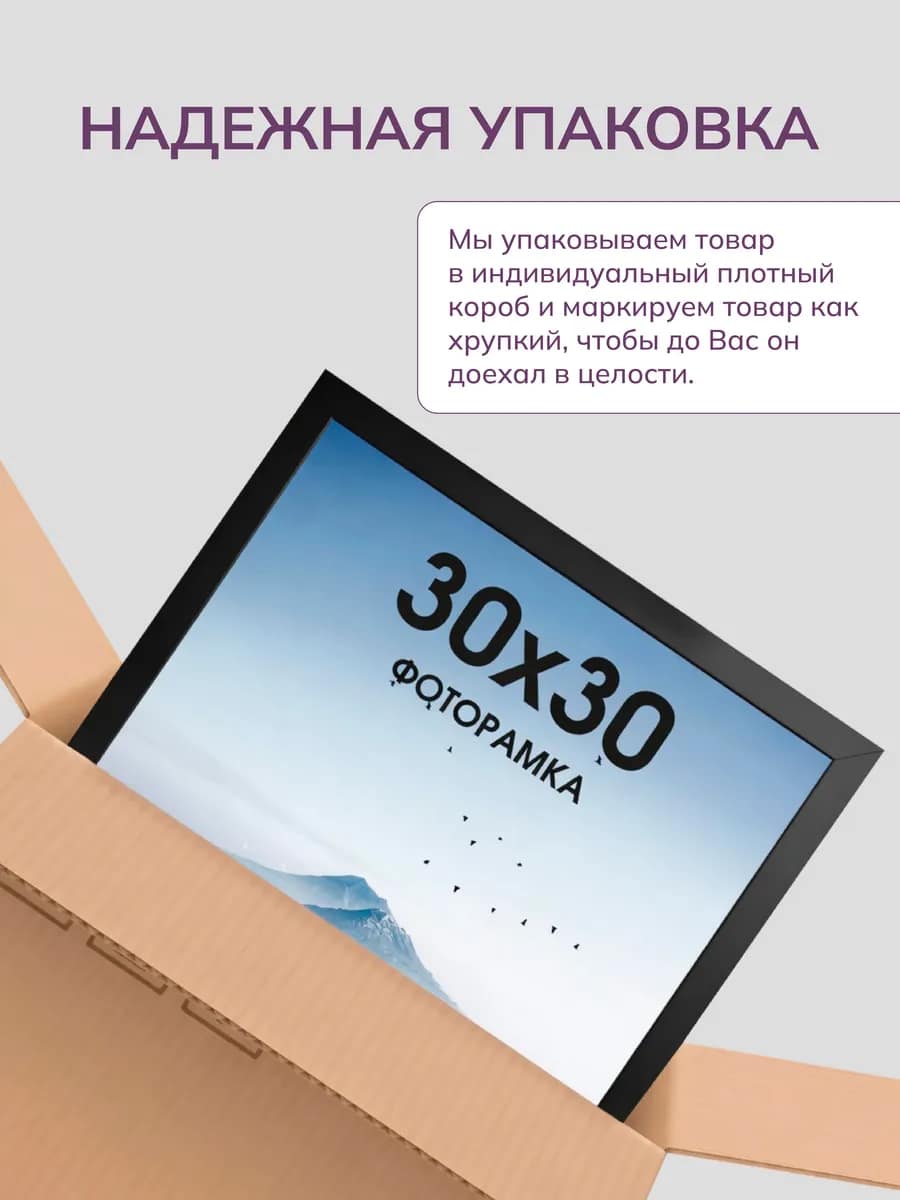 НАДЕЖНАЯ УПАКОВКА
Мы упаковываем товар
в индивидуальный плотный
короб и маркируем товар как
хрупкий, чтобы до Вас он
доехал в целости.
30x30
ФОТОРАМКА